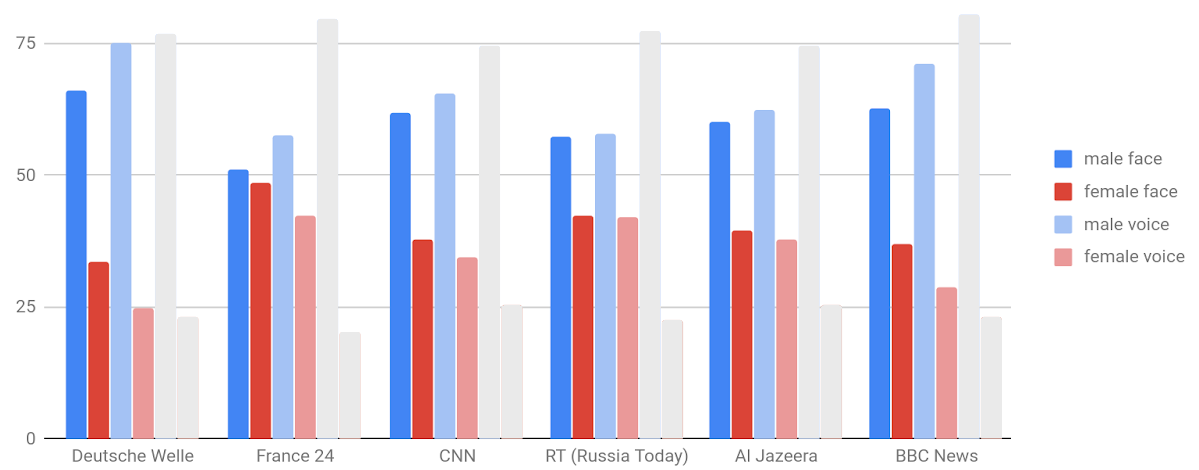 75
50
25
0
Deutsche Welle
France 24
CNN
RT (Russia Today)
Al Jazeera
BBC News
male face
female face
male voice
female voice